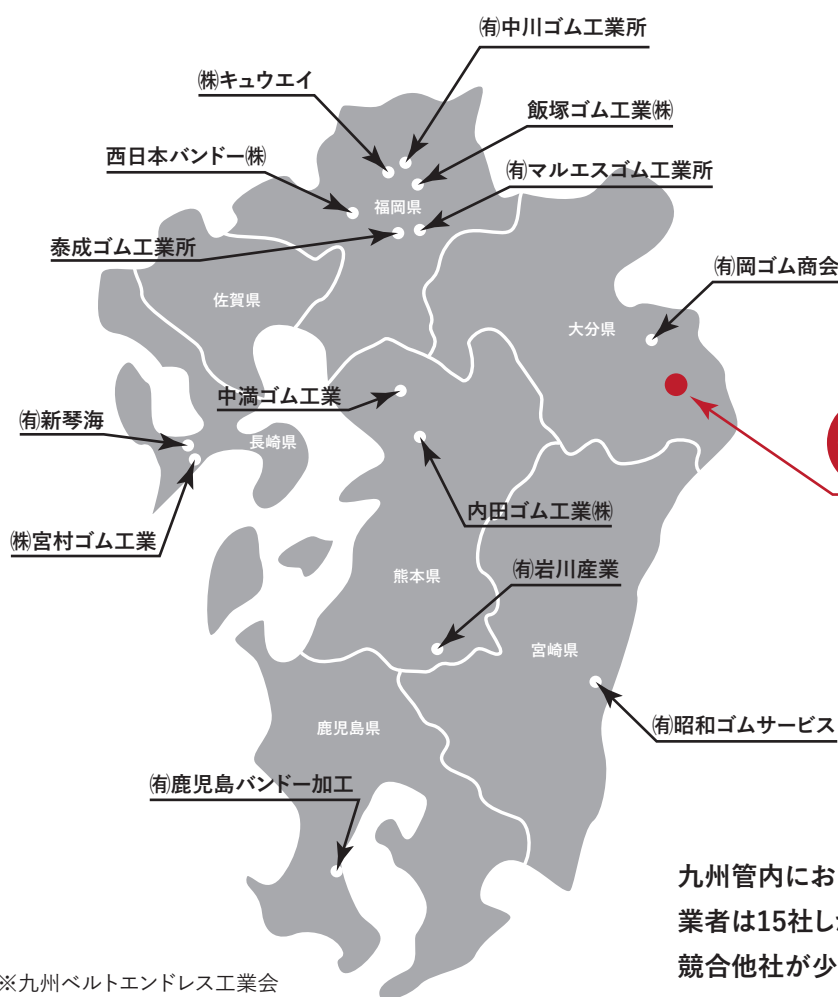 ㈲中川ゴム工業所
㈱キュウエイ
飯塚ゴム工業㈱
西日本バンドー㈱
㈲マルエスゴム工業所
福岡県
泰成ゴム工業所
㈲岡ゴム商会
佐賀県
大分県
中満ゴム工業
㈲新琴海
長崎県
内田ゴム工業㈱
㈱宮村ゴム工業
熊本県
㈲岩川産業
宮崎県
鹿児島県
㈲昭和ゴムサービス
㈲鹿児島バンドー加工
九州管内にお
業者は15社し
競合他社が少
※九州ベルトエンドレス工業会